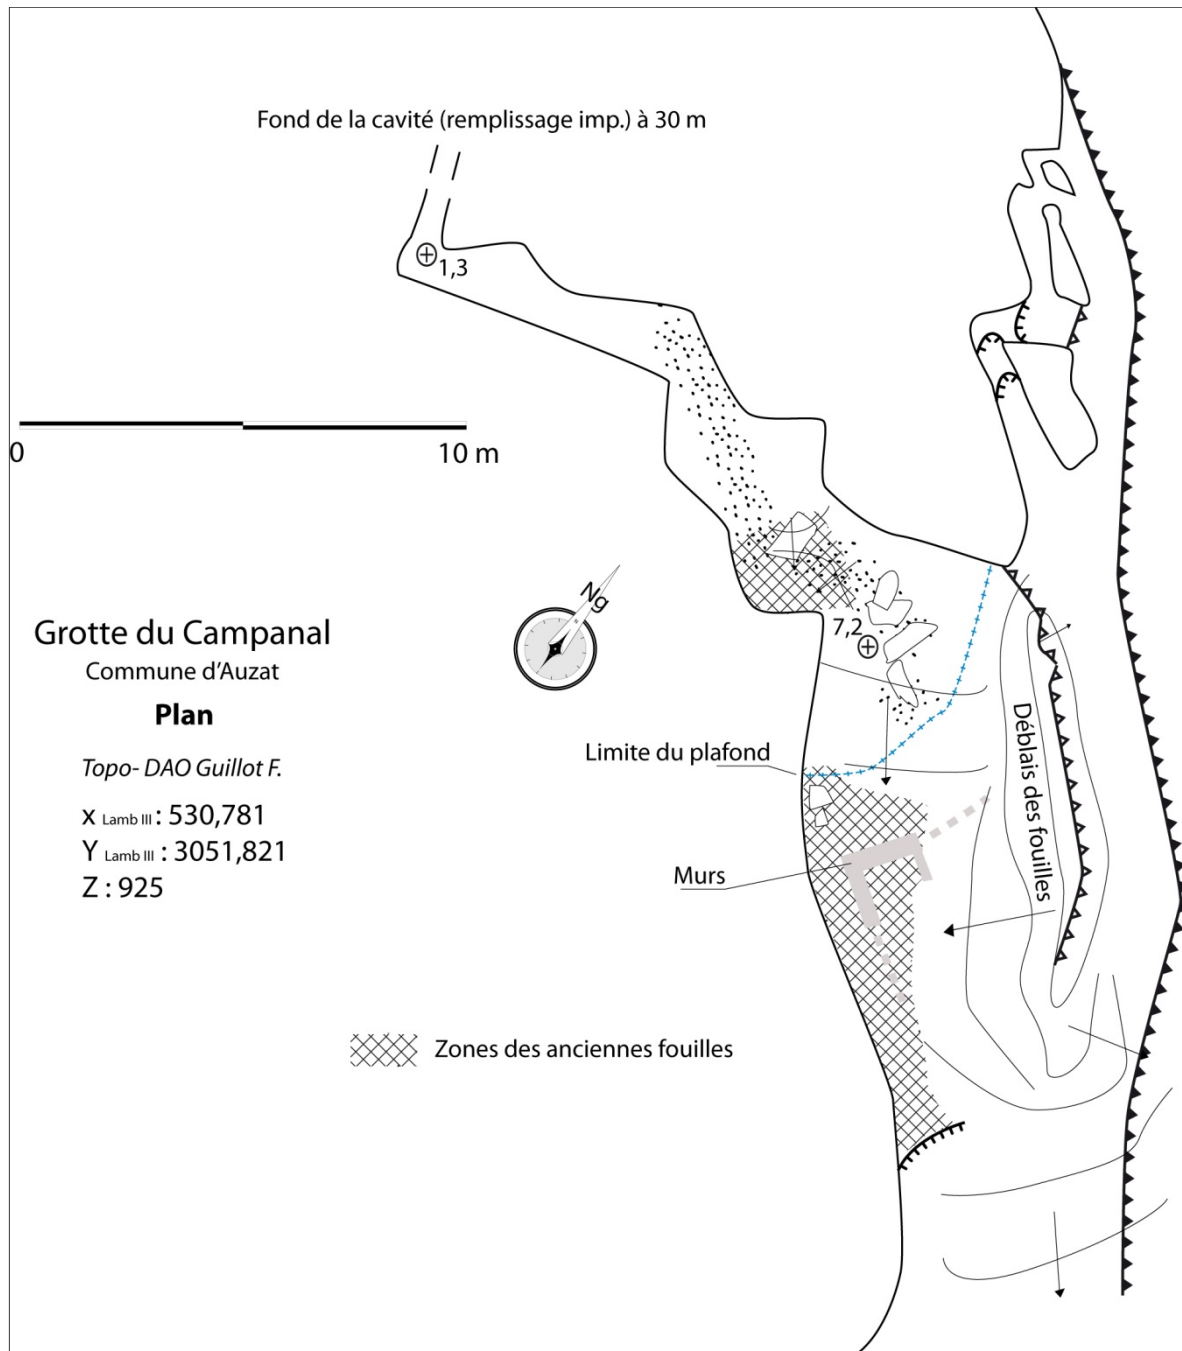 Fond de la cavité (remplissage imp.) à 30 m
1,3
0
10 m
Ng
7,2
Grotte du Campanal
Commune d'Auzat
Plan
Topo- DAO Guillot F.
x Lamb III : 530,781
Y Lamb III : 3051,821
Z : 925
Limite du plafond
Déblais des fouilles
Murs
Zones des anciennes fouilles